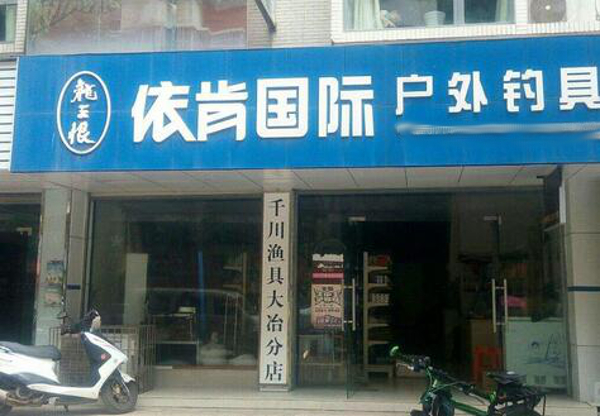 龍王恨
依肯国际 户外钓具
千川渔具大冶分店